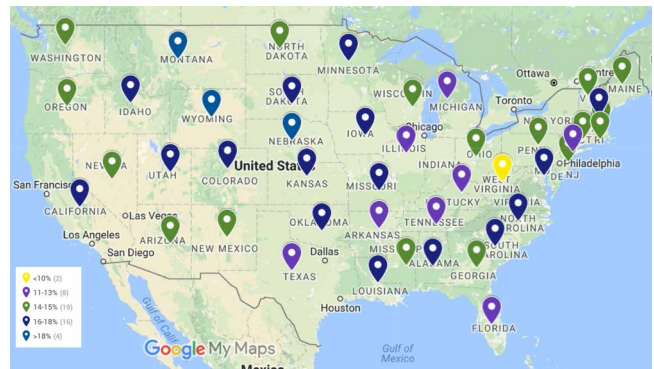 WASHINGTON
MONTANA
NORTH
DAKOTA
MINNESOTA
Ottawa
MAINE
OREGON
IDAHO
WYOMING
SOUTH
DAKOTA
MICHIGAN
Toronto
NEBRASKA
IOWA
Chicago
ILLINOIS
INDIANA
OHIO
Philadelphia
NEVADA
UTAH
COLORADO
United States
KANSAS
MISSOURI
WEST
VIRGINIA
San Francisco
CALIFORNIA
Las Vegas
Los Angeles
San Diego
ARIZONA
NEW MEXICO
OKLAHOMA
ARKANSAS
TENNESSEE
NORTH
CAROLINA
SOUTH
CAROLINA
Dallas
TEXAS
ALABAMA
GEORGIA
LOUISIANA
Houston
FLORIDA
<10% (2)
11-13% (8)
14-15% (19)
16-18% (16)
>18% (4)
Gulf of
Mexico
Google My Maps